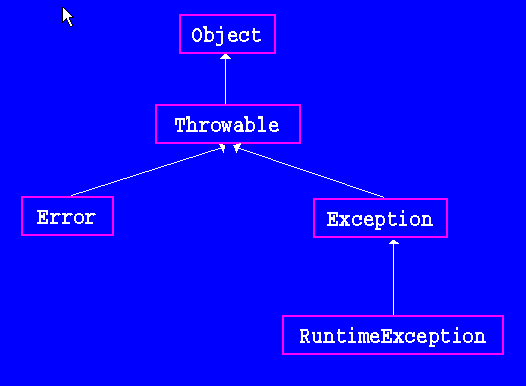 Object
Throwable
Error
Exception
RuntimeException